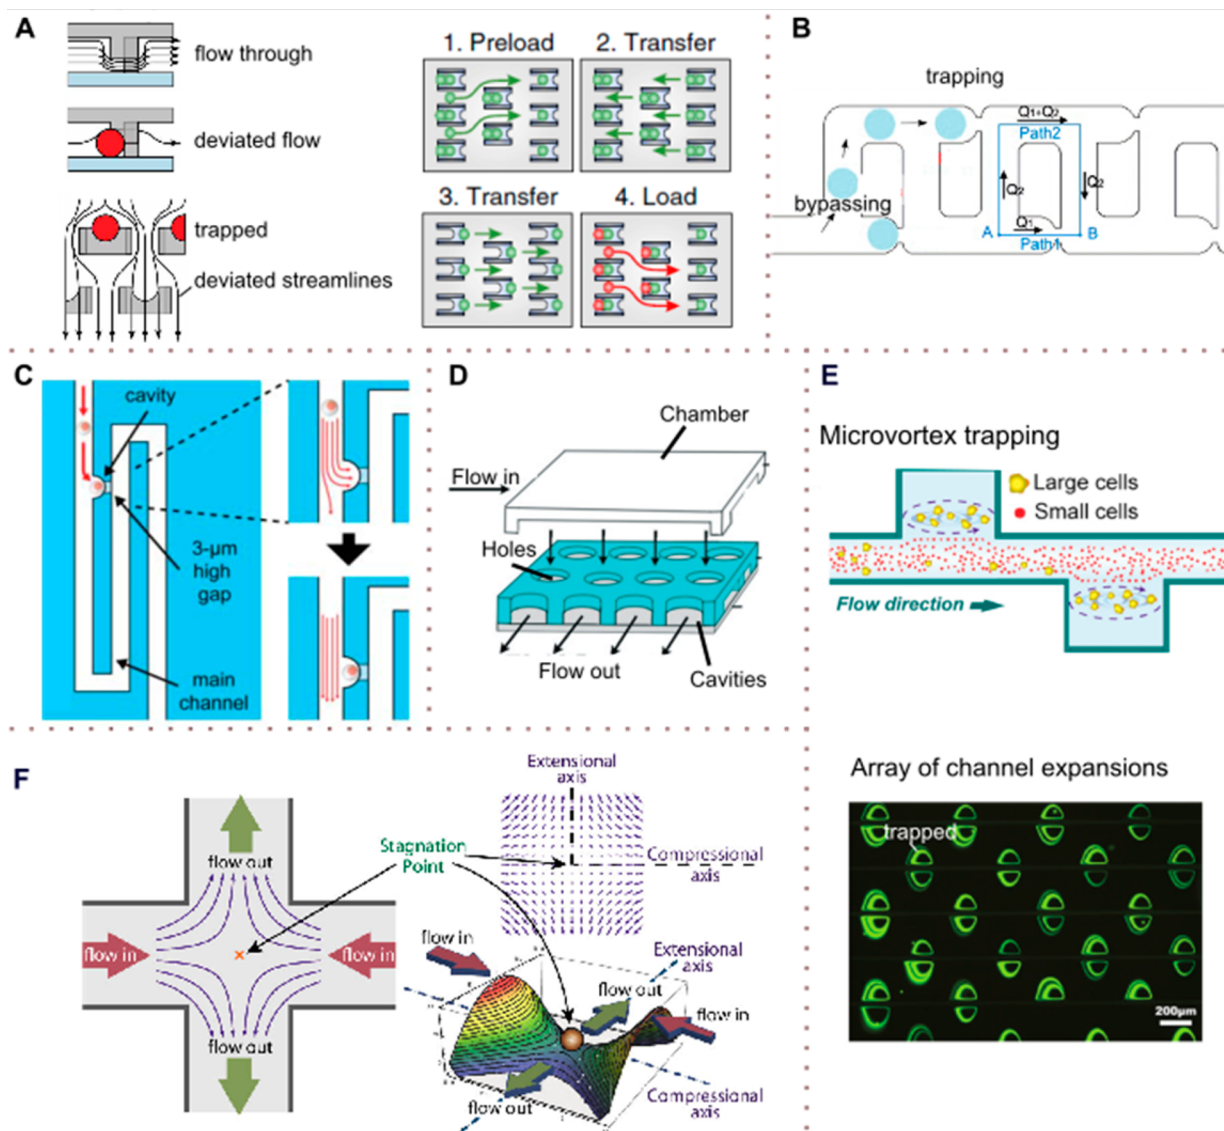 A
flow through
deviated flow
trapped
deviated streamlines
1. Preload
2. Transfer
3. Transfer
4. Load
B
trapping
bypassing
Q1+Q2
Path2
Q2
Q2
Q1
A
B
Path1
C
cavity
3-μm
high
gap
main
channel
D
Chamber
Flow in
Holes
Flow out
Cavities
E
Microvortex trapping
Large cells
Small cells
Flow direction
Array of channel expansions
trapped
200μm
F
flow out
flow in
flow in
flow out
Stagnation
Point
Extensional
axis
Compressional
axis
flow in
Extensional
axis
flow out
flow in
flow out
Compressional
axis